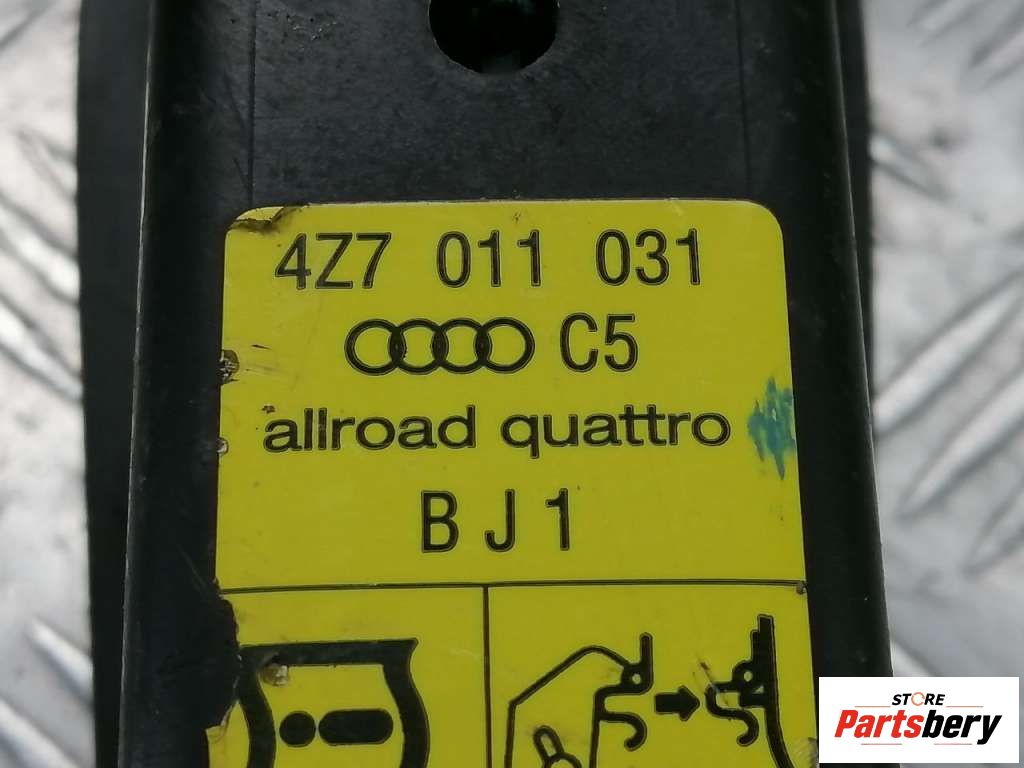 4Z7 011 031
C5
allroad quattro
BJ1
STORE
Partsbery